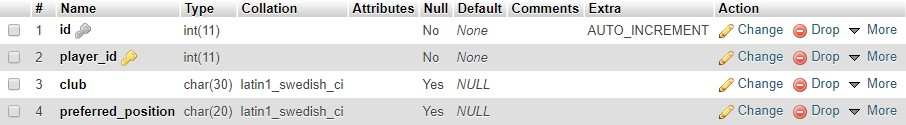 # Name Type Collation Attributes Null Default Comments Extra Action
1 id int(11) No None AUTO_INCREMENT Change Drop More
2 player_id int(11) No None Change Drop More
3 club char(30) latin1_swedish_ci Yes NULL Change Drop More
4 preferred_position char(20) latin1_swedish_ci Yes NULL Change Drop More